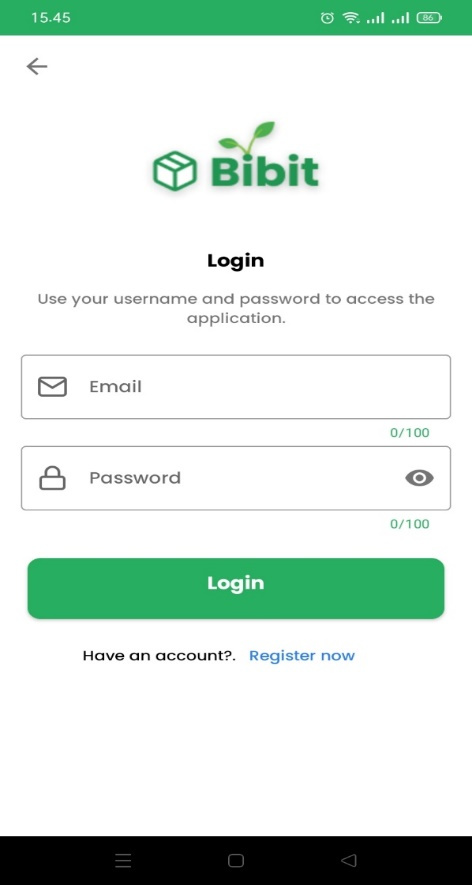 15.45
86
Bibit
Login
Use your username and password to access the
application.
Email
0/100
Password
0/100
Login
Have an account?. Register now